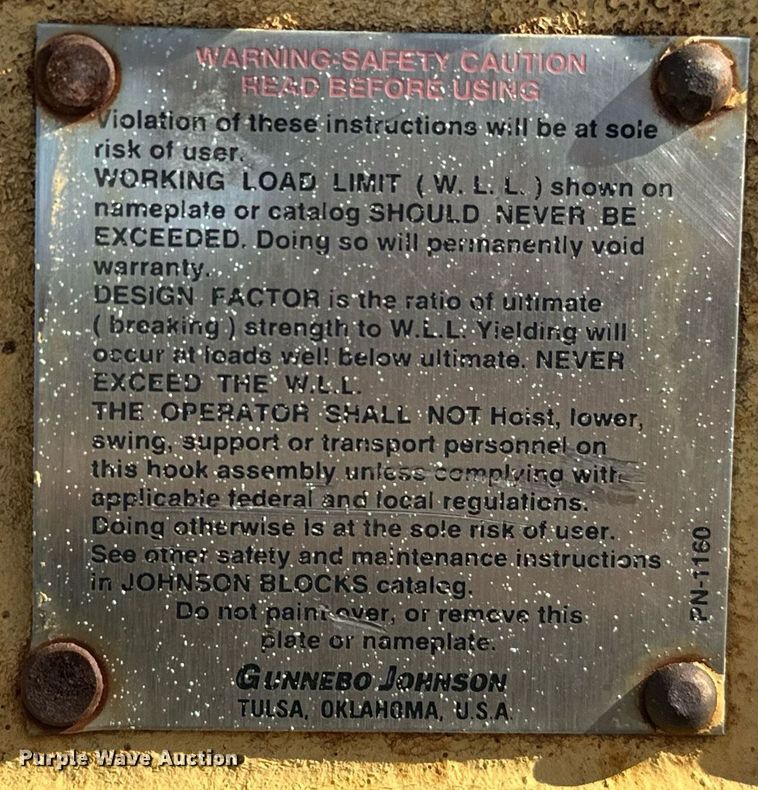 WARNING-SAFETY CAUTION
READ BEFORE USING
Violation of these instructions will be at sole
risk of user.
WORKING LOAD LIMIT ( W. L. L. ) shown on
nameplate or catalog SHOULD NEVER BE
EXCEEDED. Doing so will permanently void
warranty.
DESIGN FACTOR is the ratio of ultimate
( breaking ) strength to W.L.L. Yielding will
occur at loads well below ultimate. NEVER
EXCEED THE W.L.L.
THE OPERATOR SHALL NOT Hoist, lower,
swing, support or transport personnel on
this hook assembly unless complying with
applicable federal and local regulations.
Doing otherwise is at the sole risk of user.
See other safety and maintenance instructions
in JOHNSON BLOCKS catalog.
Do not paint over, or remove this
plate or nameplate.
GUNNEBO JOHNSON
TULSA, OKLAHOMA, U.S.A.
PN-1160
Purple Wave Auction